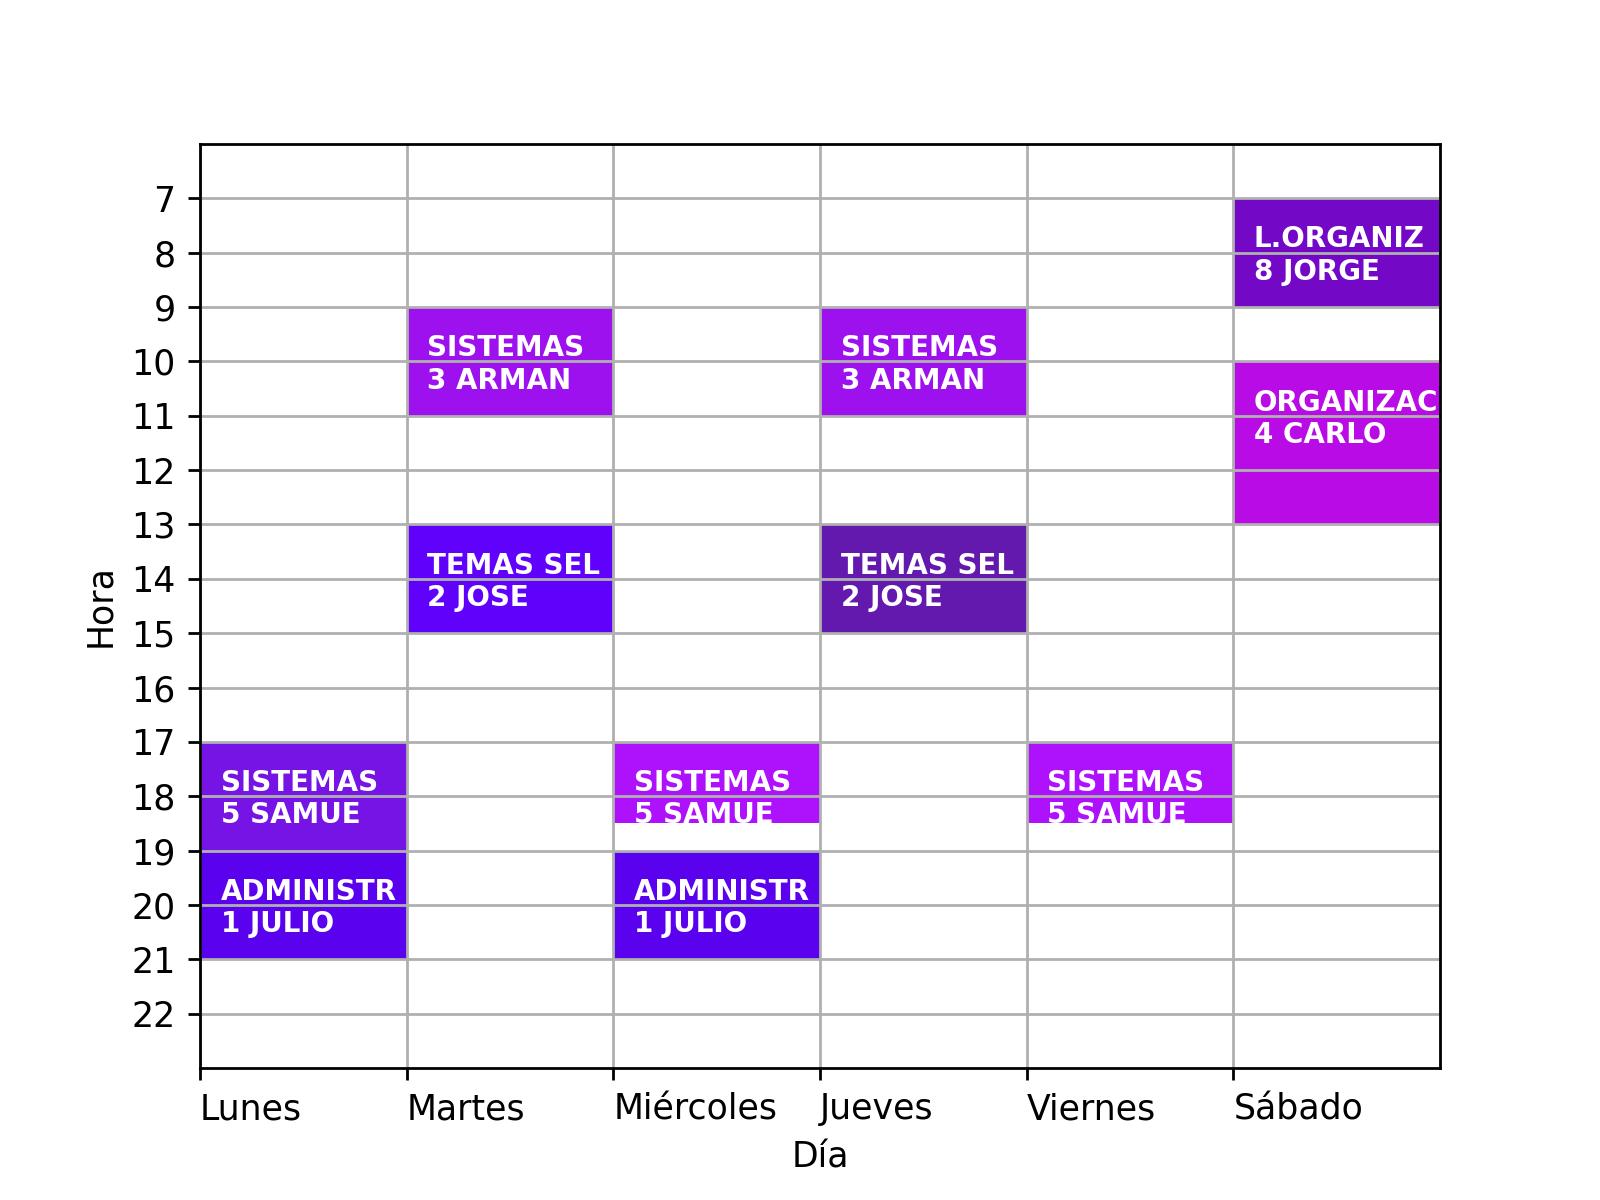 7
L.ORGANIZ
8
8 JORGE
9
SISTEMAS
SISTEMAS
10
3 ARMAN
3 ARMAN
ORGANIZAC
11
4 CARLO
12
13
TEMAS SEL
TEMAS SEL
14
2 JOSE
2 JOSE
Hora
15
16
17
SISTEMAS
SISTEMAS
SISTEMAS
18
5 SAMUE
5 SAMUE
5 SAMUE
19
ADMINISTR
ADMINISTR
20
1 JULIO
1 JULIO
21
22
Lunes
Martes
Miércoles
Jueves
Viernes
Sábado
Día